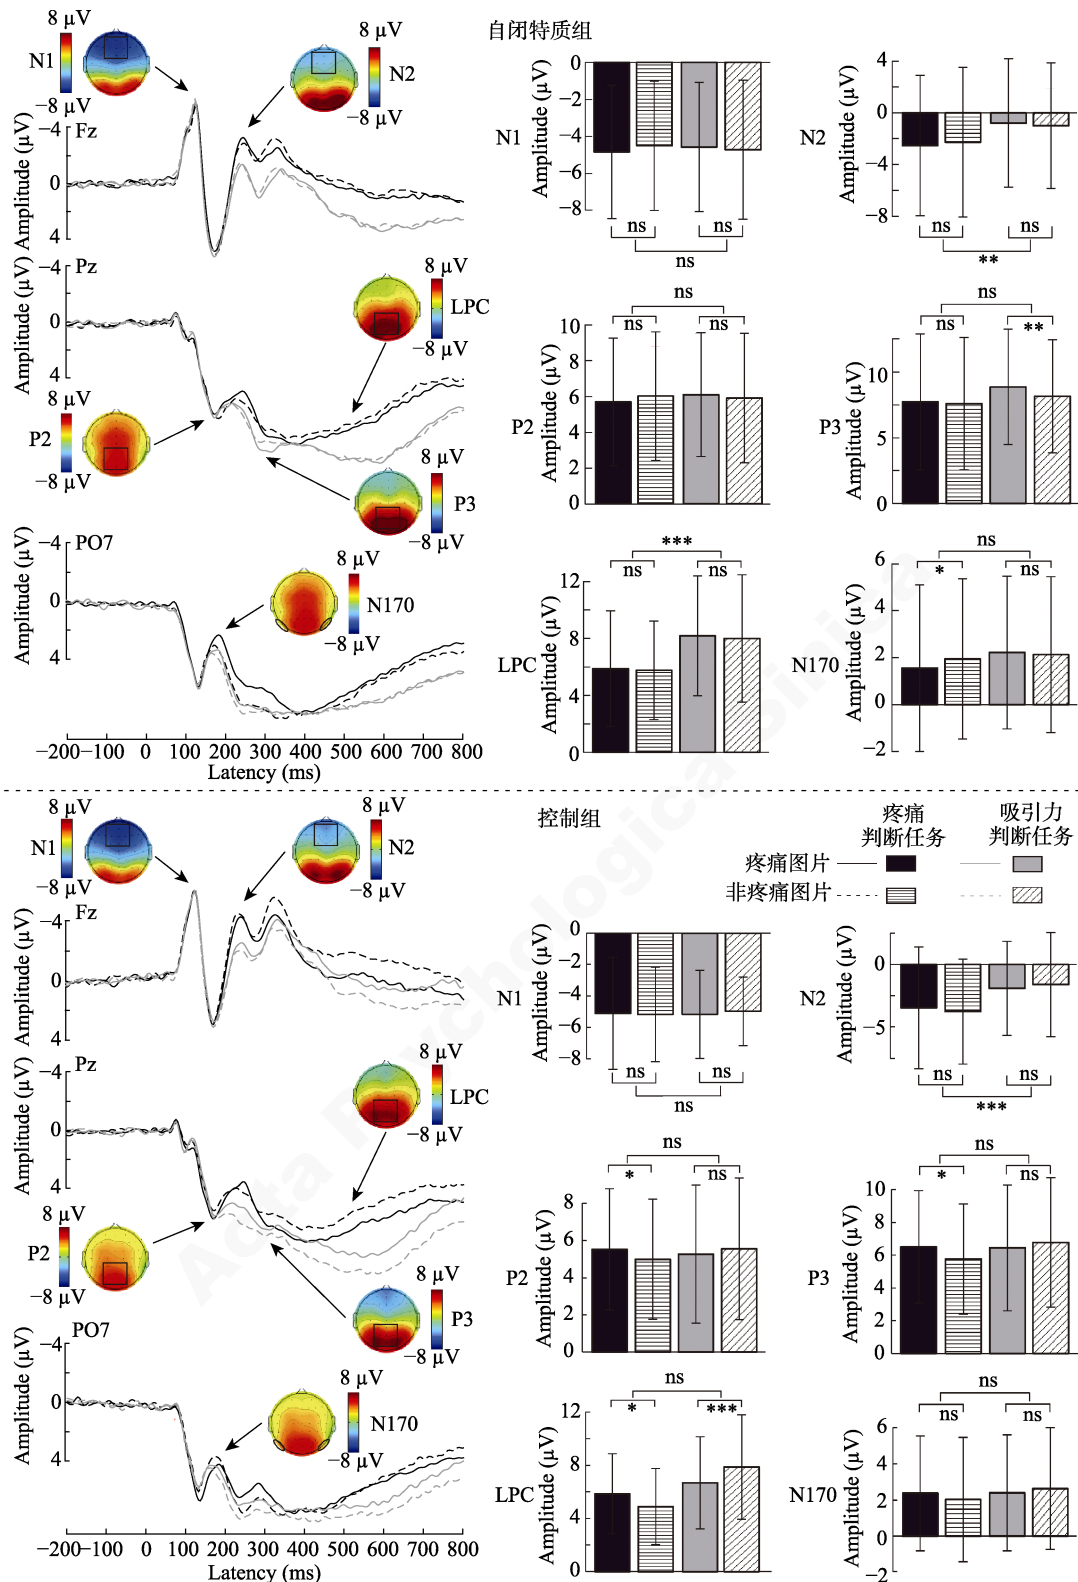 自闭特质组
8 μV
N1
−8 μV
8 μV
N2
−8 μV
Fz
Amplitude (μV)
−4
0
4
Pz
Amplitude (μV)
−4
0
4
8 μV
LPC
−8 μV
8 μV
P2
−8 μV
8 μV
P3
−8 μV
PO7
Amplitude (μV)
−4
0
4
8 μV
N170
−8 μV
−200 −100 0 100 200 300 400 500 600 700 800
Latency (ms)
N1
Amplitude (μV)
0
−2
−4
−6
−8
ns ns
ns
N2
Amplitude (μV)
4
0
−4
−8
ns ns
**
P2
Amplitude (μV)
ns
ns ns
10
8
6
4
2
0
P3
Amplitude (μV)
ns
ns **
10
5
0
LPC
Amplitude (μV)
***
ns ns
12
8
4
0
N170
Amplitude (μV)
ns
* ns
6
4
2
0
−2
控制组
疼痛 吸引力
判断任务 判断任务
疼痛图片
非疼痛图片
8 μV
N1
−8 μV
8 μV
N2
−8 μV
Fz
Amplitude (μV)
−4
0
4
Pz
Amplitude (μV)
−4
0
4
8 μV
LPC
−8 μV
8 μV
P2
−8 μV
8 μV
P3
−8 μV
PO7
Amplitude (μV)
−4
0
4
8 μV
N170
−8 μV
−200 −100 0 100 200 300 400 500 600 700 800
Latency (ms)
N1
Amplitude (μV)
0
−2
−4
−6
−8
ns ns
ns
N2
Amplitude (μV)
0
−5
ns ns
***
P2
Amplitude (μV)
ns
* ns
8
6
4
2
0
P3
Amplitude (μV)
ns
* ns
10
8
6
4
2
0
LPC
Amplitude (μV)
ns
* ***
12
8
4
0
N170
Amplitude (μV)
ns
ns ns
6
4
2
0
−2
Acta Psychologica Sinica